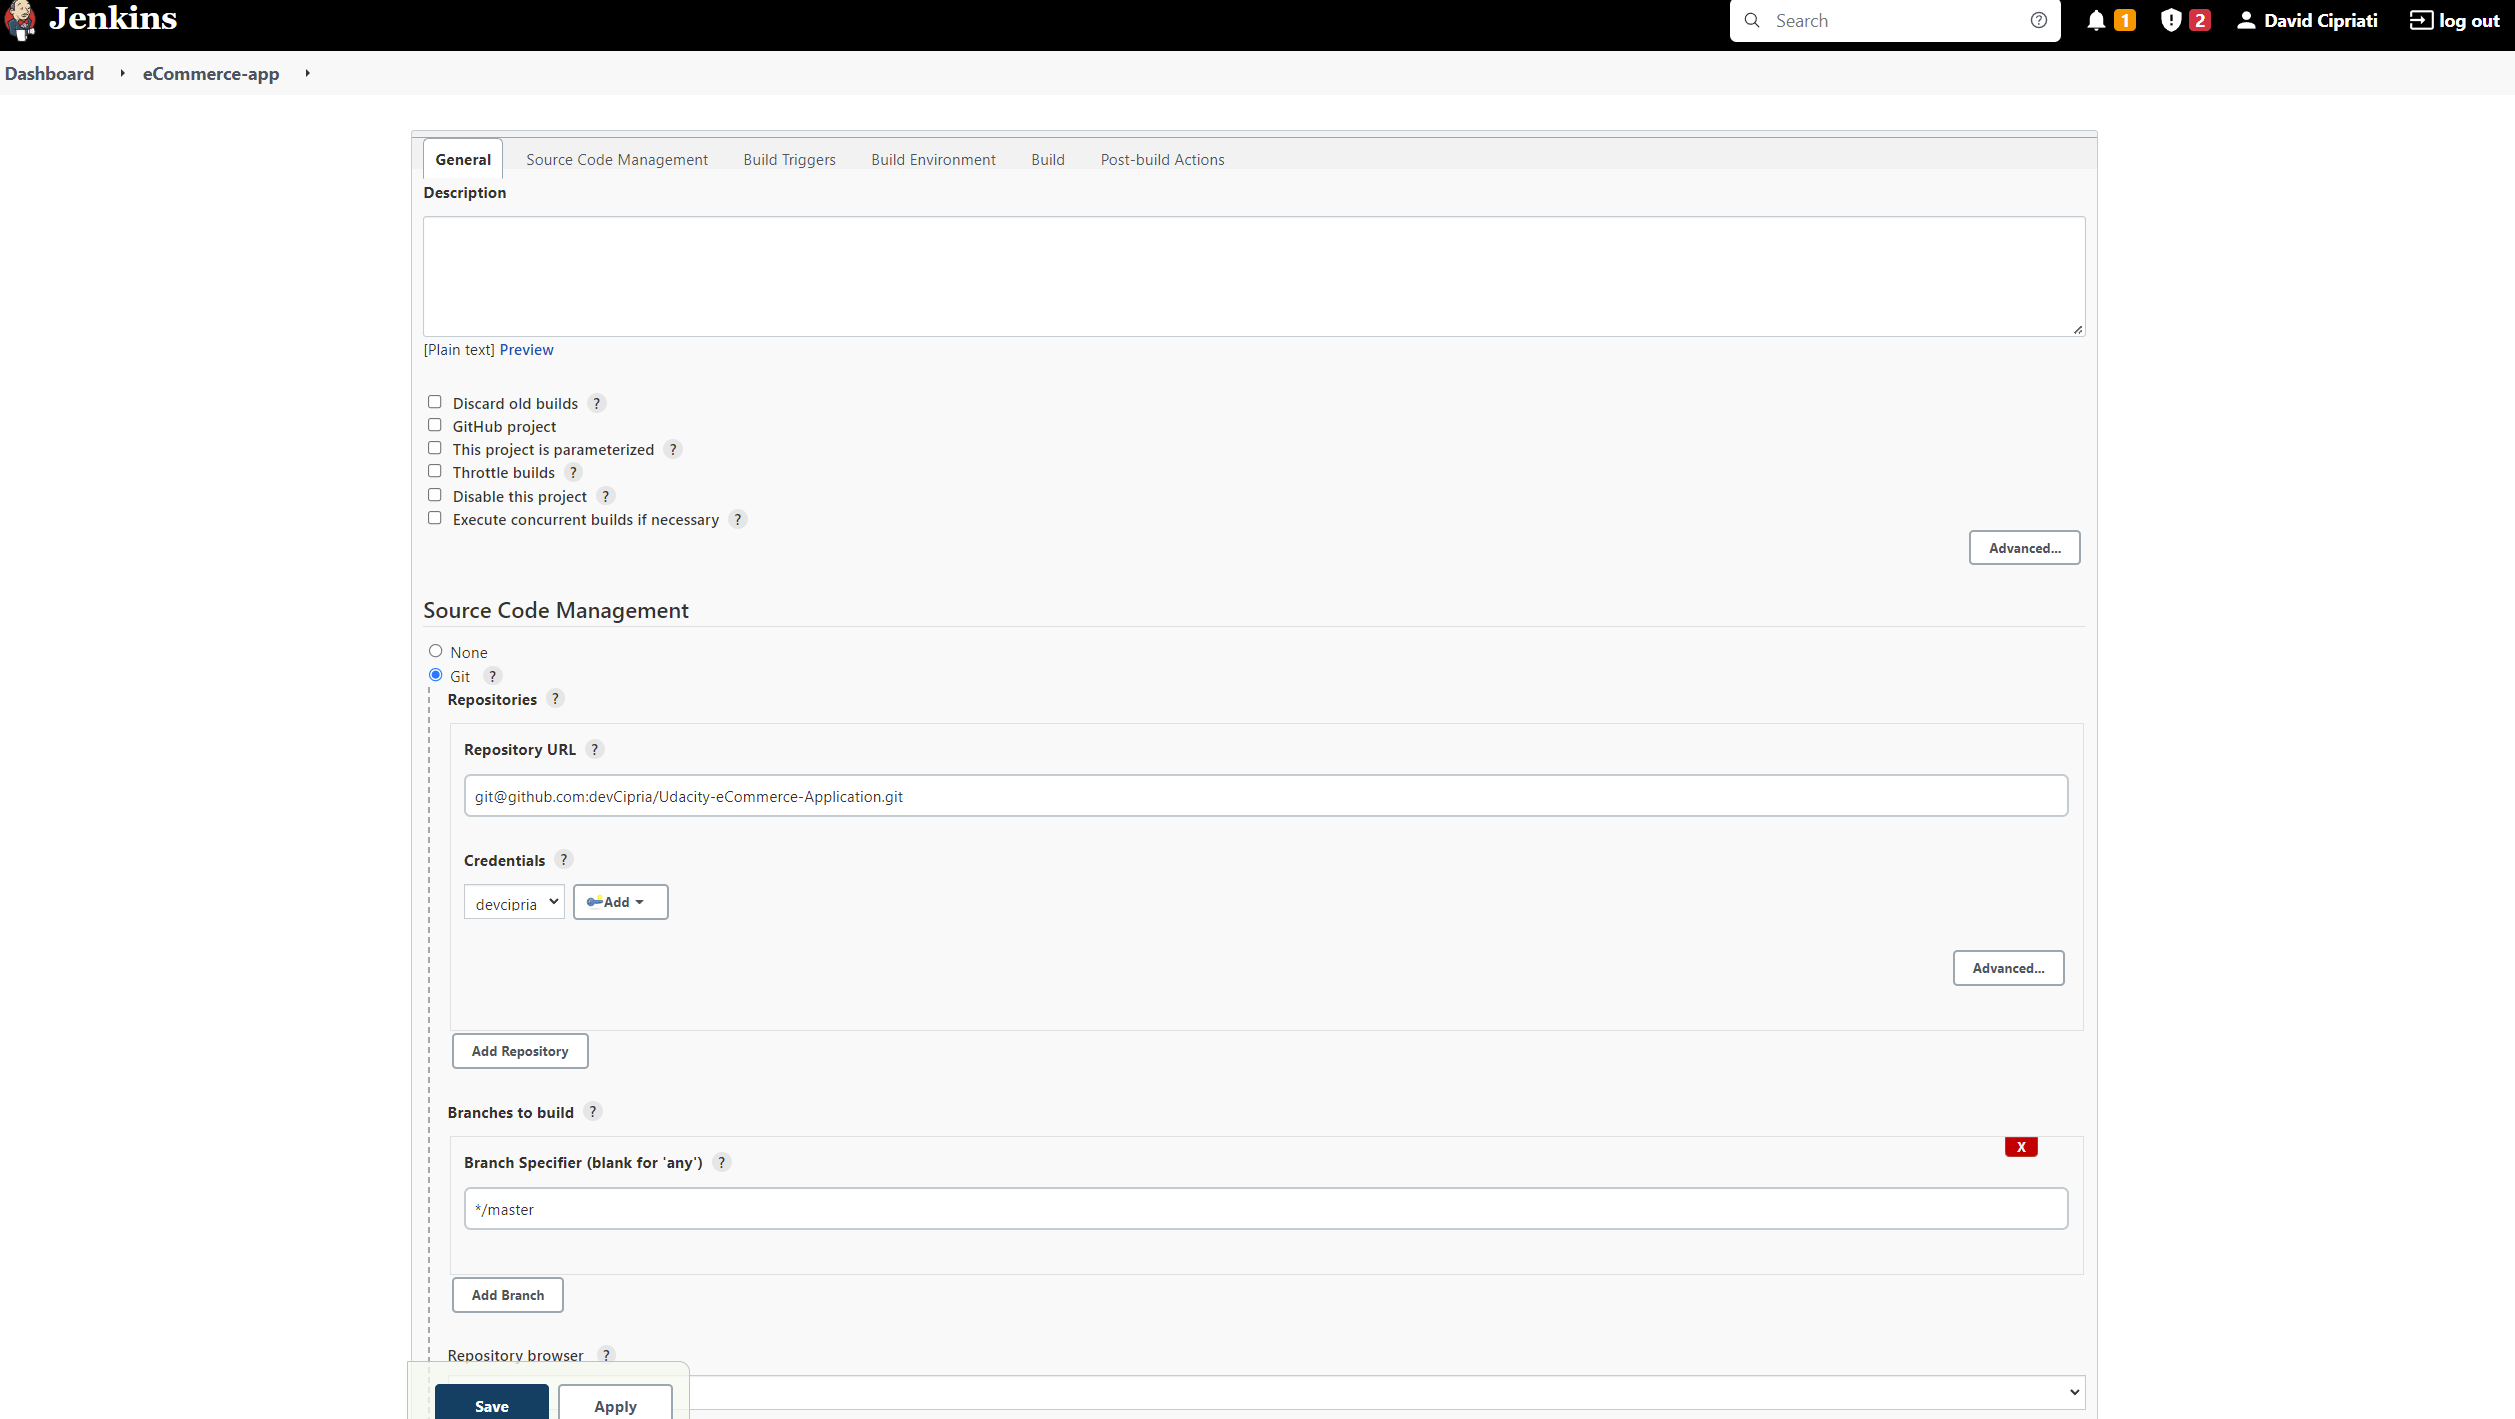 Jenkins
Search
1
2
David Cipriati
log out
Dashboard
eCommerce-app
General
Source Code Management
Build Triggers
Build Environment
Build
Post-build Actions
Description
[Plain text] Preview
Discard old builds ?
GitHub project
This project is parameterized ?
Throttle builds ?
Disable this project ?
Execute concurrent builds if necessary ?
Advanced...
Source Code Management
None
Git ?
Repositories ?
Repository URL ?
git@github.com:devCipria/Udacity-eCommerce-Application.git
Credentials ?
devcipria
Add
Advanced...
Add Repository
Branches to build ?
X
Branch Specifier (blank for 'any') ?
*/master
Add Branch
Repository browser ?
Save
Apply